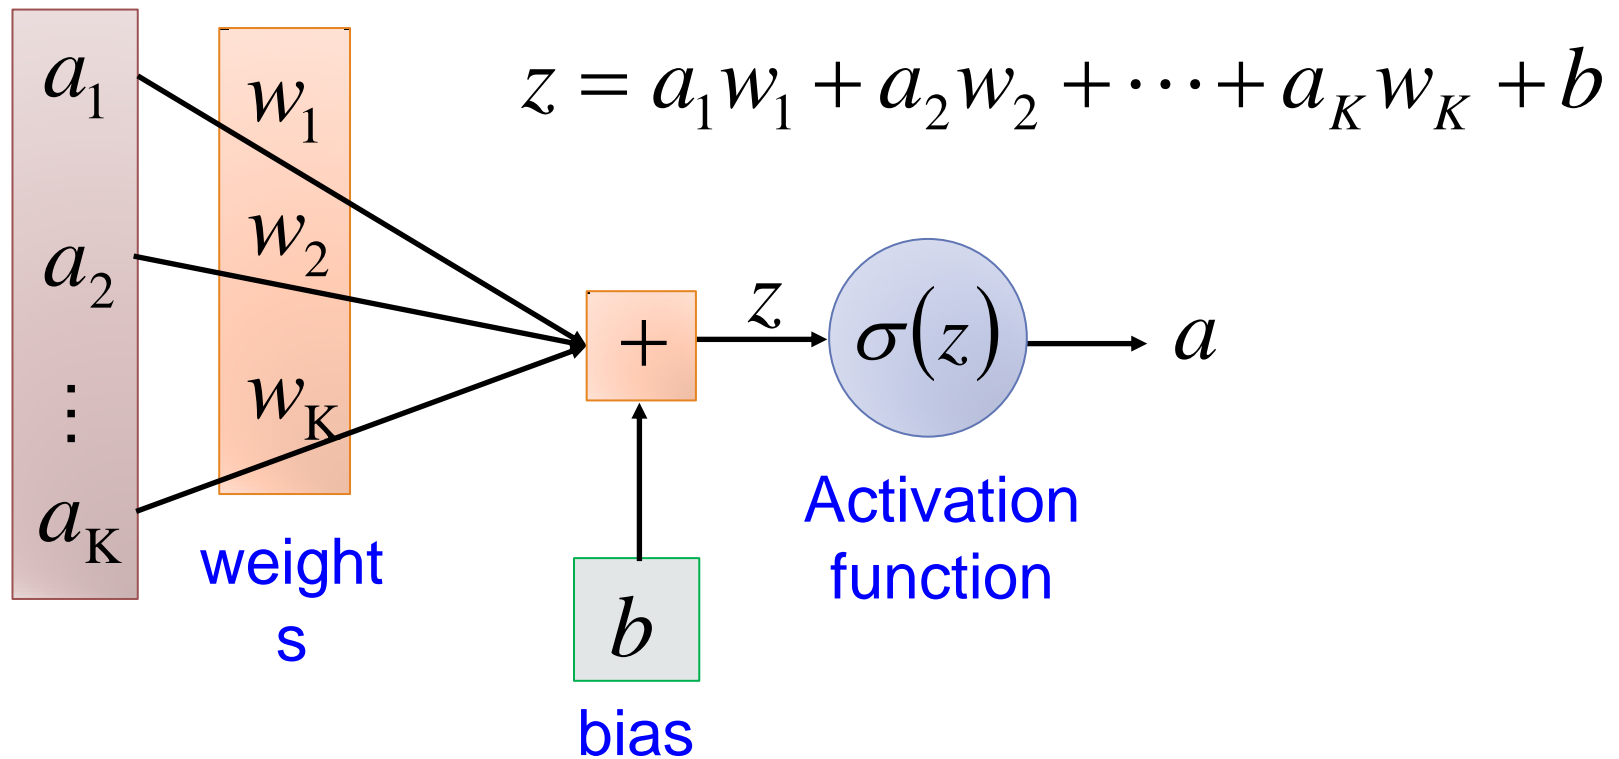 a₁
a₂
⋮
a_K
w₁
w₂
w_K
weight
s
z = a₁w₁ + a₂w₂ + ⋯ + a_K w_K + b
+
z
σ(z)
a
Activation
function
b
bias